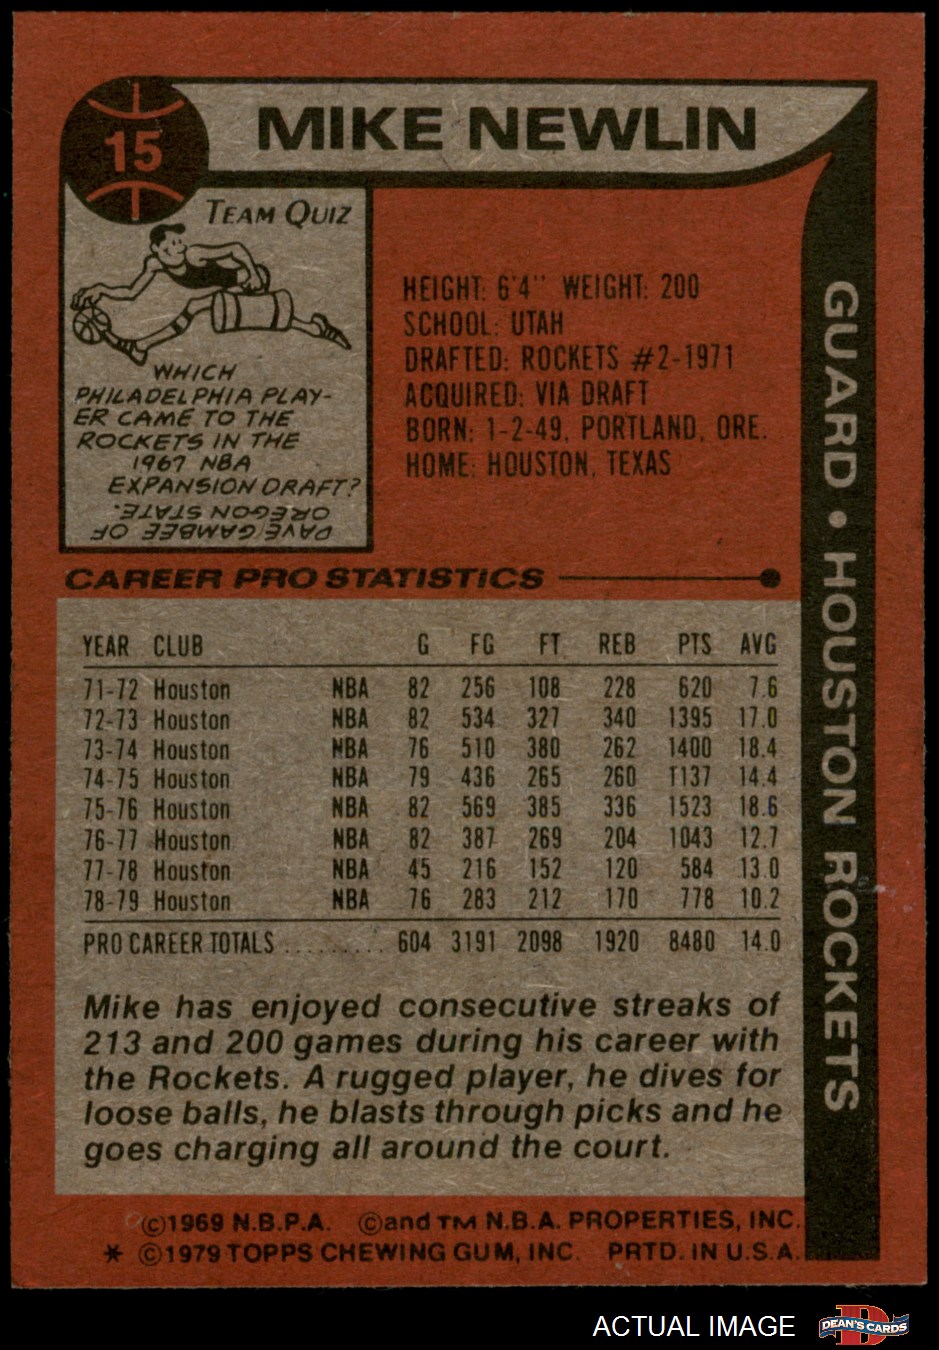 15
MIKE NEWLIN
TEAM QUIZ
WHICH
PHILADELPHIA PLAY-
ER CAME TO THE
ROCKETS IN THE
1967 NBA
EXPANSION DRAFT?
DAVE GAMBEE OF
OREGON STATE.
HEIGHT: 6'4" WEIGHT: 200
SCHOOL: UTAH
DRAFTED: ROCKETS #2-1971
ACQUIRED: VIA DRAFT
BORN: 1-2-49, PORTLAND, ORE.
HOME: HOUSTON, TEXAS
GUARD • HOUSTON ROCKETS
CAREER PRO STATISTICS
YEAR CLUB G FG FT REB PTS AVG
71-72 Houston NBA 82 256 108 228 620 7.6
72-73 Houston NBA 82 534 327 340 1395 17.0
73-74 Houston NBA 76 510 380 262 1400 18.4
74-75 Houston NBA 79 436 265 260 1137 14.4
75-76 Houston NBA 82 569 385 336 1523 18.6
76-77 Houston NBA 82 387 269 204 1043 12.7
77-78 Houston NBA 45 216 152 120 584 13.0
78-79 Houston NBA 76 283 212 170 778 10.2
PRO CAREER TOTALS ......... 604 3191 2098 1920 8480 14.0
Mike has enjoyed consecutive streaks of
213 and 200 games during his career with
the Rockets. A rugged player, he dives for
loose balls, he blasts through picks and he
goes charging all around the court.
©1969 N.B.P.A. ©and TM N.B.A. PROPERTIES, INC.
* ©1979 TOPPS CHEWING GUM, INC. PRTD. IN U.S.A.
ACTUAL IMAGE
D
DEAN'S CARDS